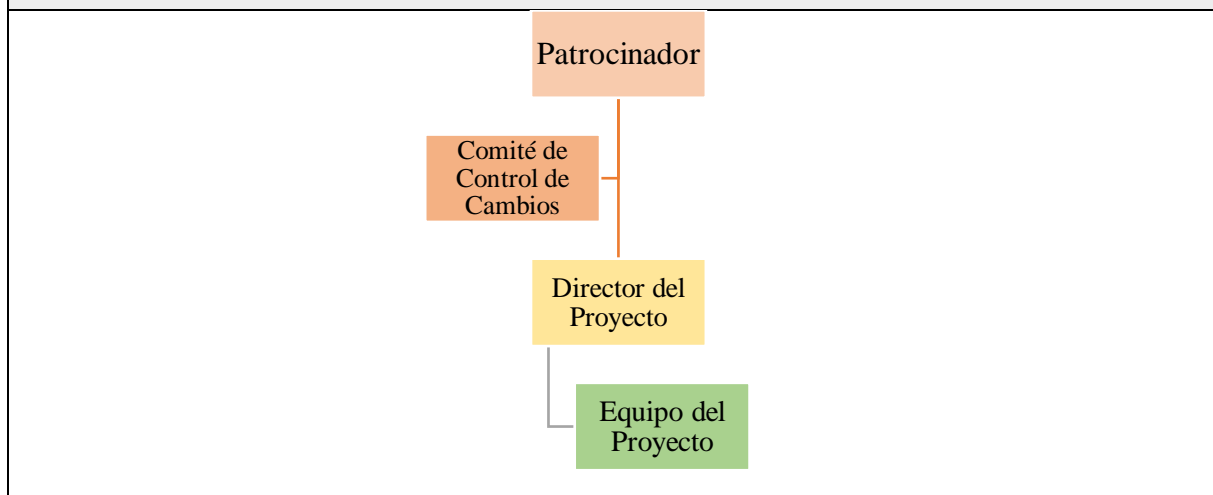 Patrocinador
Comité de
Control de
Cambios
Director del
Proyecto
Equipo del
Proyecto